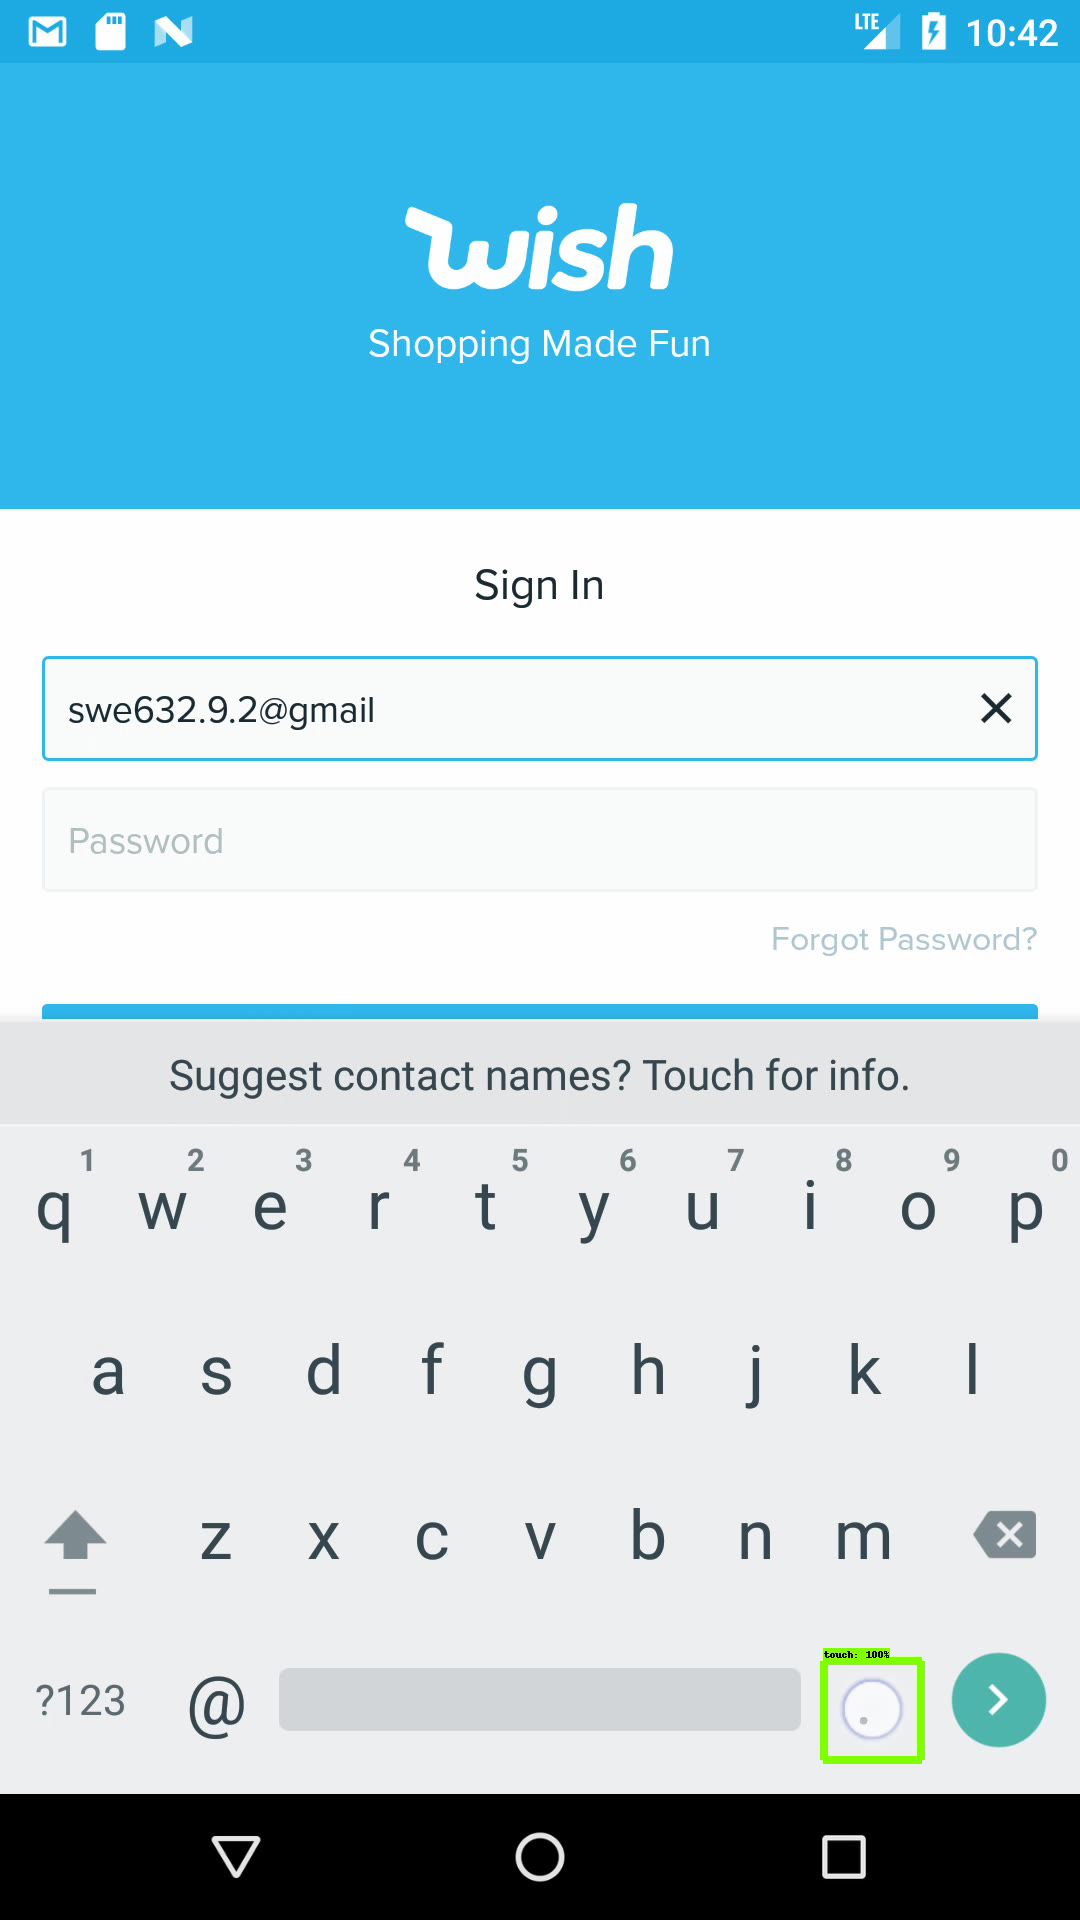 LTE 10:42
wish
Shopping Made Fun
Sign In
swe632.9.2@gmail
Password
Forgot Password?
Suggest contact names? Touch for info.
1 2 3 4 5 6 7 8 9 0
q w e r t y u i o p
a s d f g h j k l
z x c v b n m
touch: 100%
?123 @ .